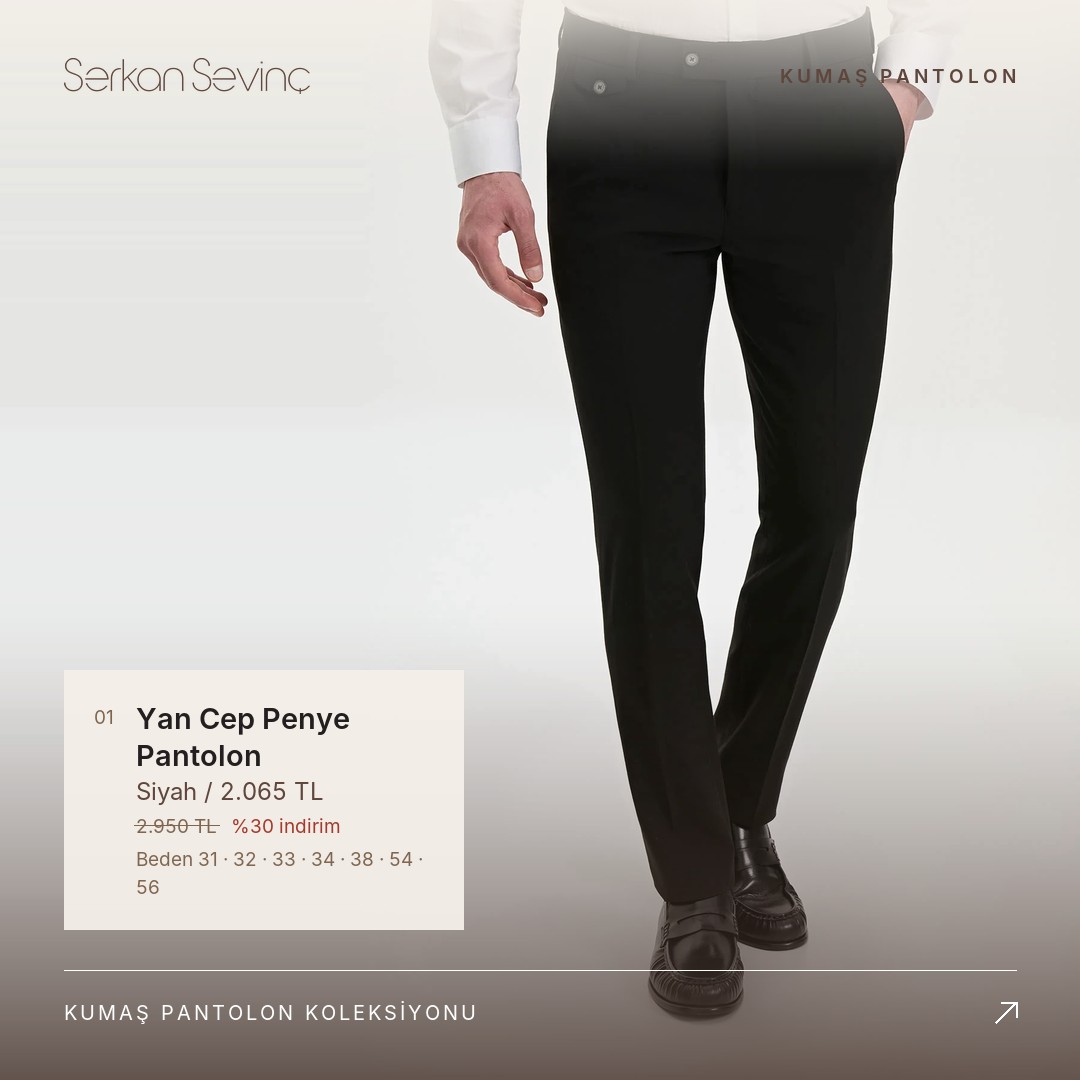 Serkan Sevinç
KUMAŞ PANTOLON
01
Yan Cep Penye
Pantolon
Siyah / 2.065 TL
2.950 TL %30 indirim
Beden 31 · 32 · 33 · 34 · 38 · 54 ·
56
KUMAŞ PANTOLON KOLEKSİYONU